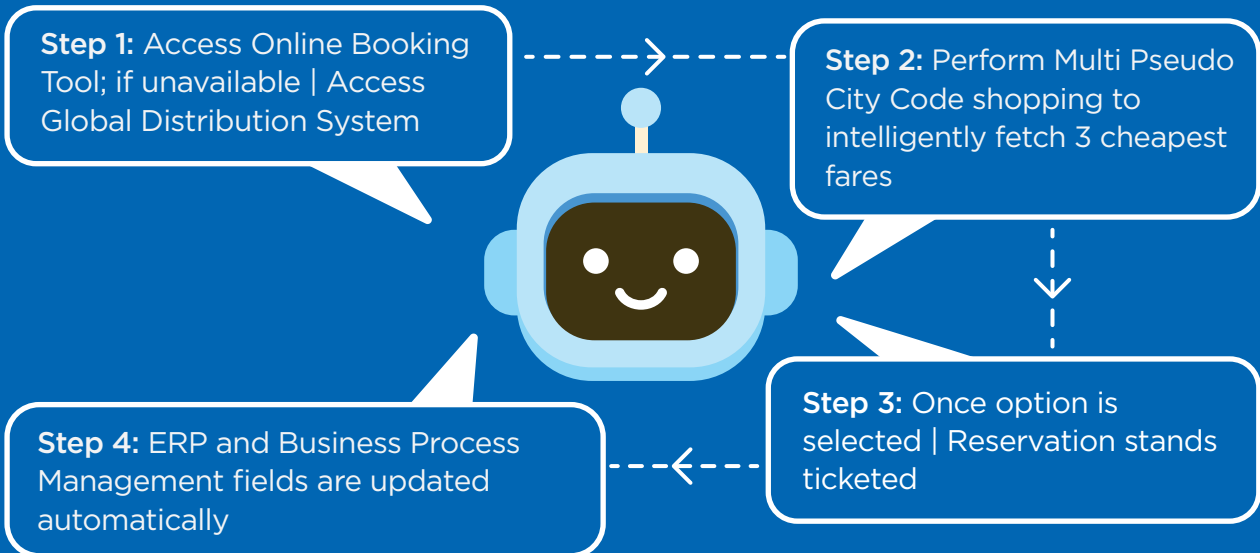 Step 1: Access Online Booking
Tool; if unavailable | Access
Global Distribution System
Step 2: Perform Multi Pseudo
City Code shopping to
intelligently fetch 3 cheapest
fares
Step 3: Once option is
selected | Reservation stands
ticketed
Step 4: ERP and Business Process
Management fields are updated
automatically